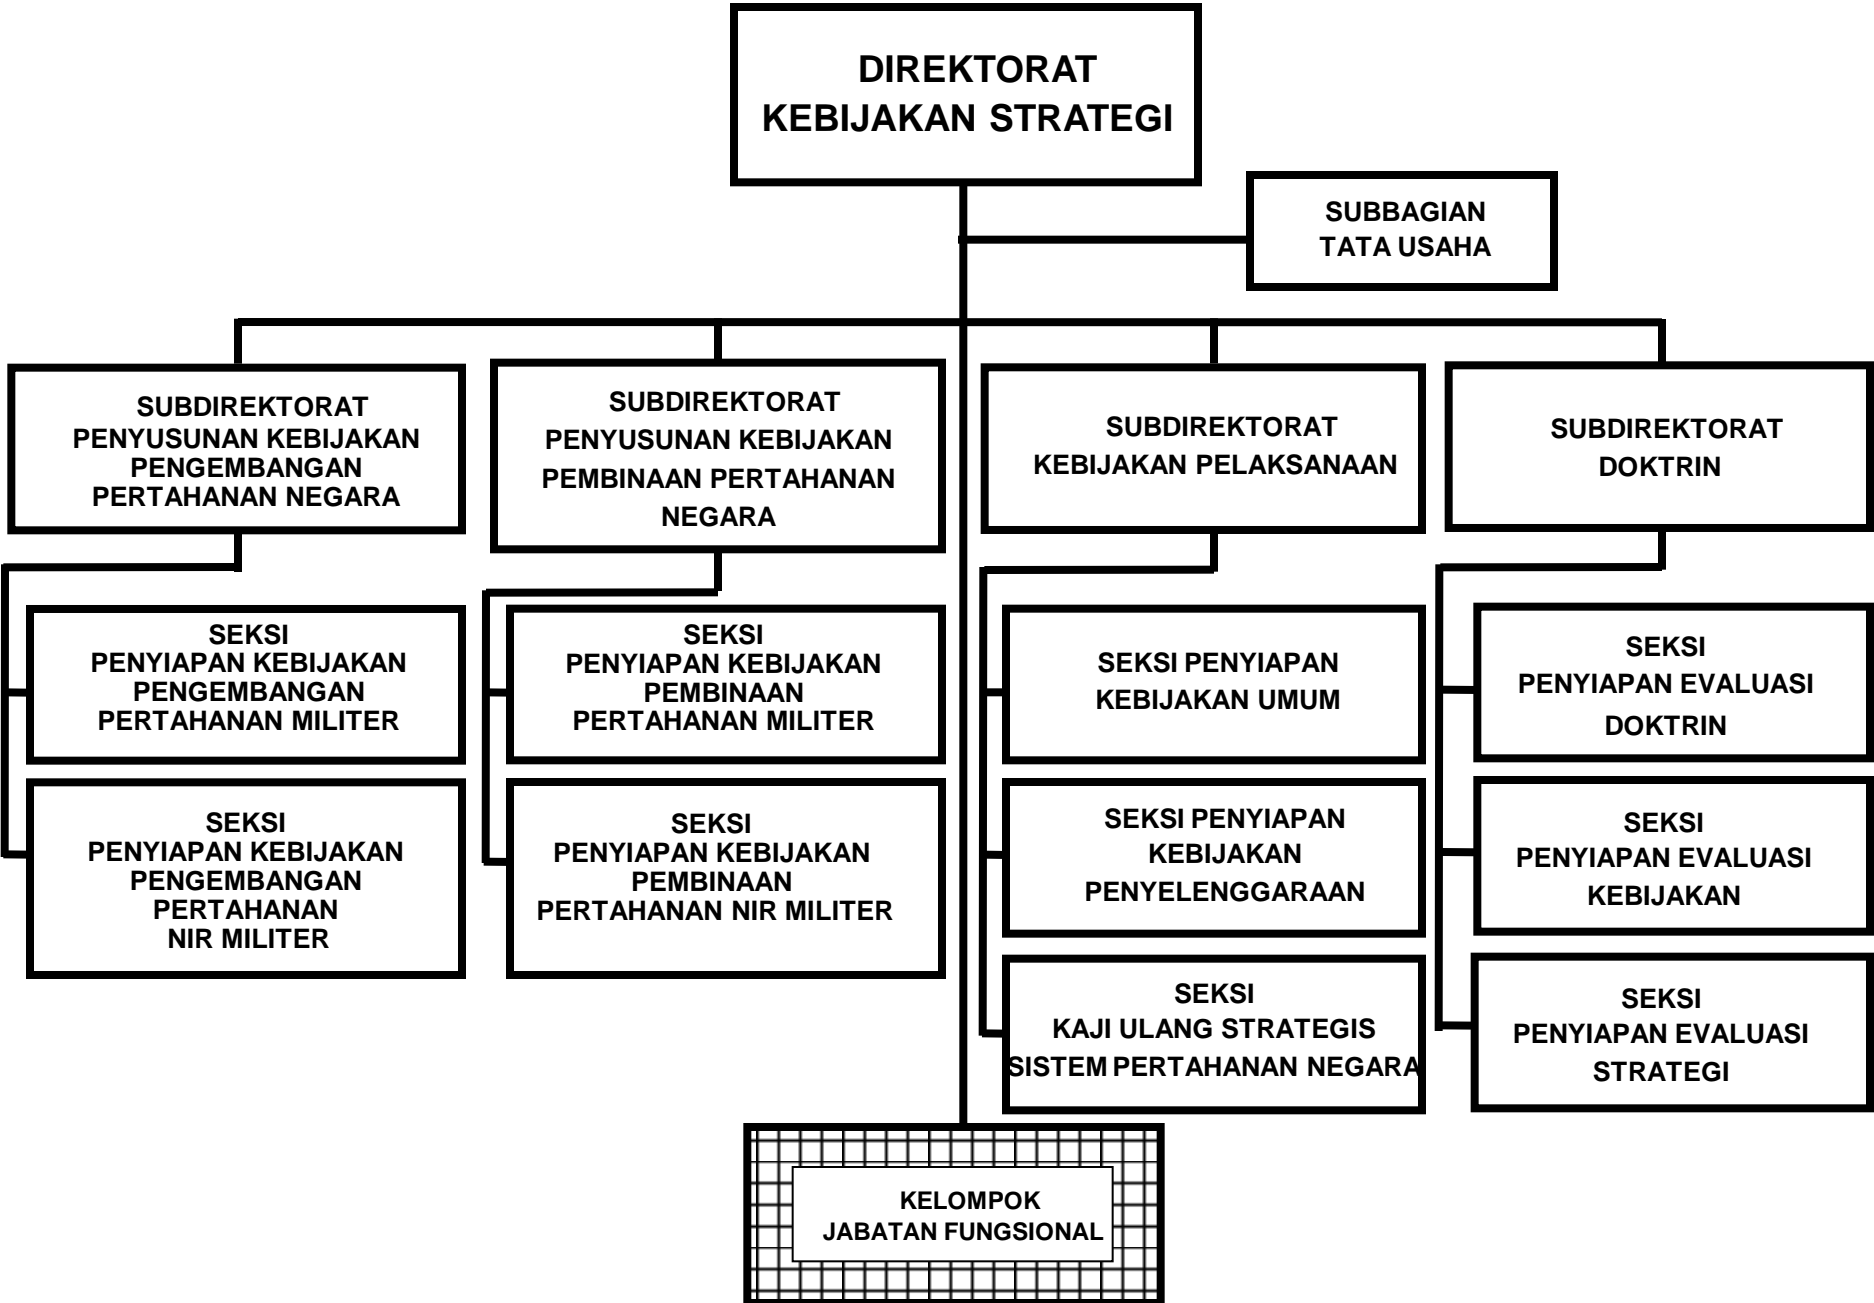 DIREKTORAT
KEBIJAKAN STRATEGI
SUBBAGIAN
TATA USAHA
SUBDIREKTORAT
PENYUSUNAN KEBIJAKAN
PENGEMBANGAN
PERTAHANAN NEGARA
SUBDIREKTORAT
PENYUSUNAN KEBIJAKAN
PEMBINAAN PERTAHANAN
NEGARA
SUBDIREKTORAT
KEBIJAKAN PELAKSANAAN
SUBDIREKTORAT
DOKTRIN
SEKSI
PENYIAPAN KEBIJAKAN
PENGEMBANGAN
PERTAHANAN MILITER
SEKSI
PENYIAPAN KEBIJAKAN
PEMBINAAN
PERTAHANAN MILITER
SEKSI PENYIAPAN
KEBIJAKAN UMUM
SEKSI
PENYIAPAN EVALUASI
DOKTRIN
SEKSI
PENYIAPAN KEBIJAKAN
PENGEMBANGAN
PERTAHANAN
NIR MILITER
SEKSI
PENYIAPAN KEBIJAKAN
PEMBINAAN
PERTAHANAN NIR MILITER
SEKSI PENYIAPAN
KEBIJAKAN
PENYELENGGARAAN
SEKSI
PENYIAPAN EVALUASI
KEBIJAKAN
SEKSI
KAJI ULANG STRATEGIS
SISTEM PERTAHANAN NEGARA
SEKSI
PENYIAPAN EVALUASI
STRATEGI
KELOMPOK
JABATAN FUNGSIONAL